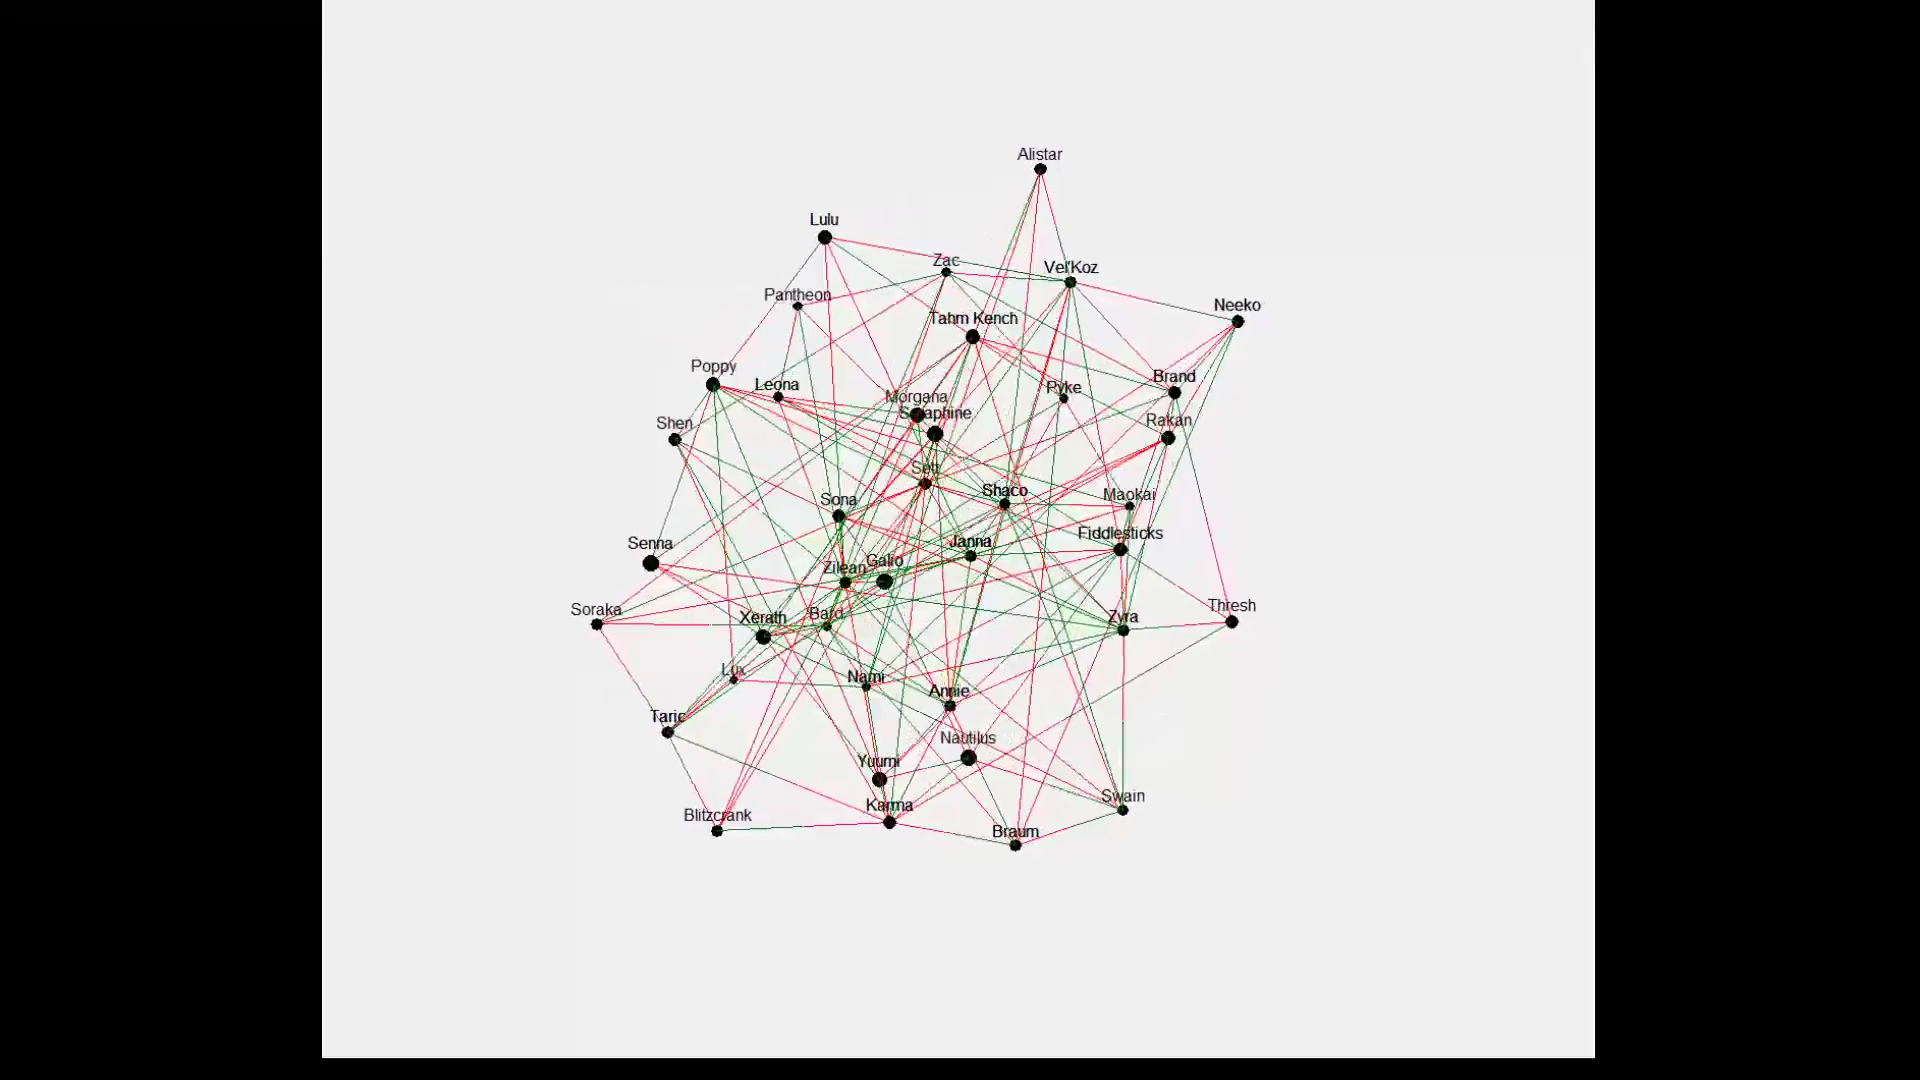 Alistar
Lulu
Zac
Vel'Koz
Pantheon
Neeko
Tahm Kench
Poppy
Leona
Brand
Pyke
Morgana
Seraphine
Rakan
Shen
Sett
Shaco
Maokai
Sona
Fiddlesticks
Senna
Janna
Galio
Zilean
Soraka
Thresh
Xerath
Bard
Zyra
Lux
Nami
Annie
Taric
Nautilus
Yuumi
Swain
Karma
Blitzcrank
Braum